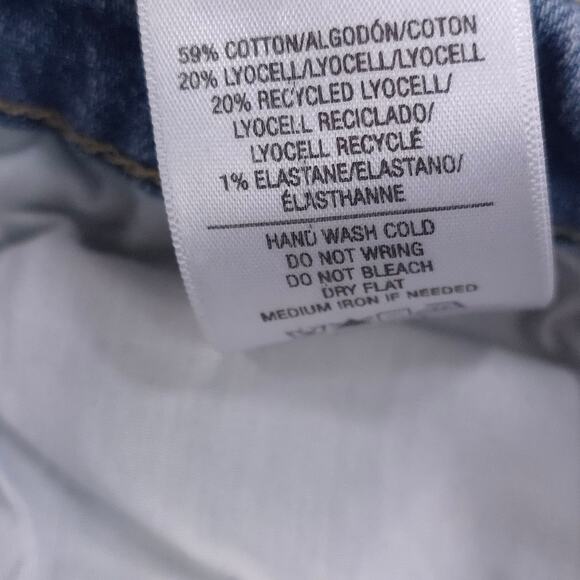 59% COTTON/ALGODÓN/COTON
20% LYOCELL/LYOCELL/LYOCELL
20% RECYCLED LYOCELL/
LYOCELL RECICLADO/
LYOCELL RECYCLÉ
1% ELASTANE/ELASTANO/
ÉLASTHANNE
HAND WASH COLD
DO NOT WRING
DO NOT BLEACH
DRY FLAT
MEDIUM IRON IF NEEDED